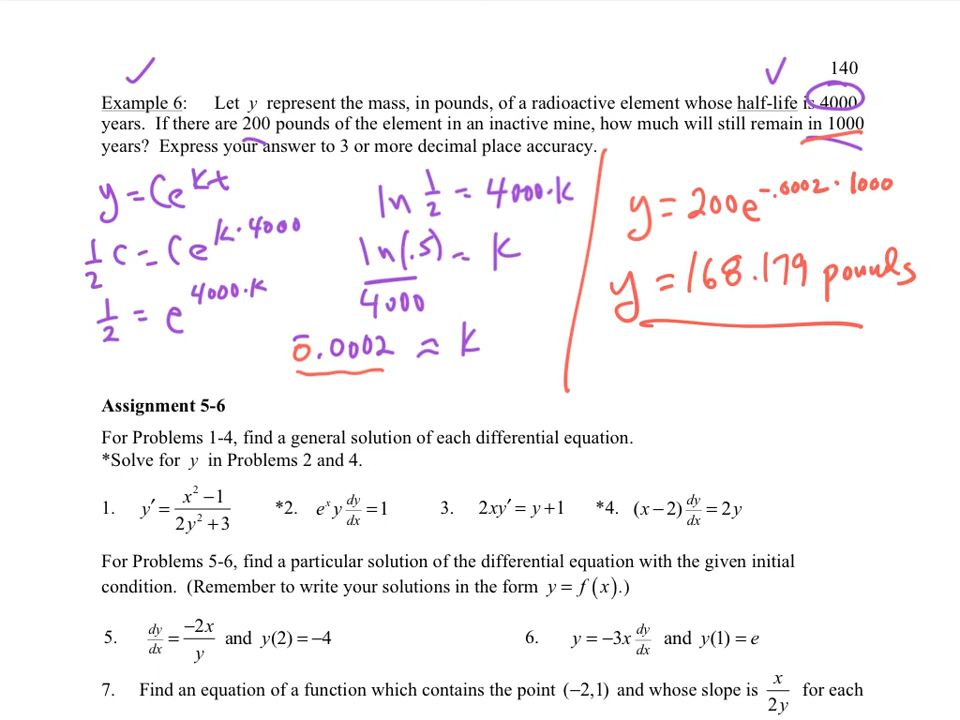 140
Example 6: Let y represent the mass, in pounds, of a radioactive element whose half-life is 4000
years. If there are 200 pounds of the element in an inactive mine, how much will still remain in 1000
years? Express your answer to 3 or more decimal place accuracy.
y = Ce^{kt}
1/2 C = Ce^{k·4000}
1/2 = e^{4000·k}
ln 1/2 = 4000·k
ln(.5)/4000 = k
0.0002 ≈ k
y = 200e^{-.0002·1000}
y = 168.179 pounds
Assignment 5-6
For Problems 1-4, find a general solution of each differential equation.
*Solve for y in Problems 2 and 4.
1. y′ = (x² − 1)/(2y² + 3) *2. e^x y dy/dx = 1 3. 2xy′ = y + 1 *4. (x − 2) dy/dx = 2y
For Problems 5-6, find a particular solution of the differential equation with the given initial
condition. (Remember to write your solutions in the form y = f(x).)
5. dy/dx = −2x/y and y(2) = −4 6. y = −3x dy/dx and y(1) = e
7. Find an equation of a function which contains the point (−2,1) and whose slope is x/2y for each